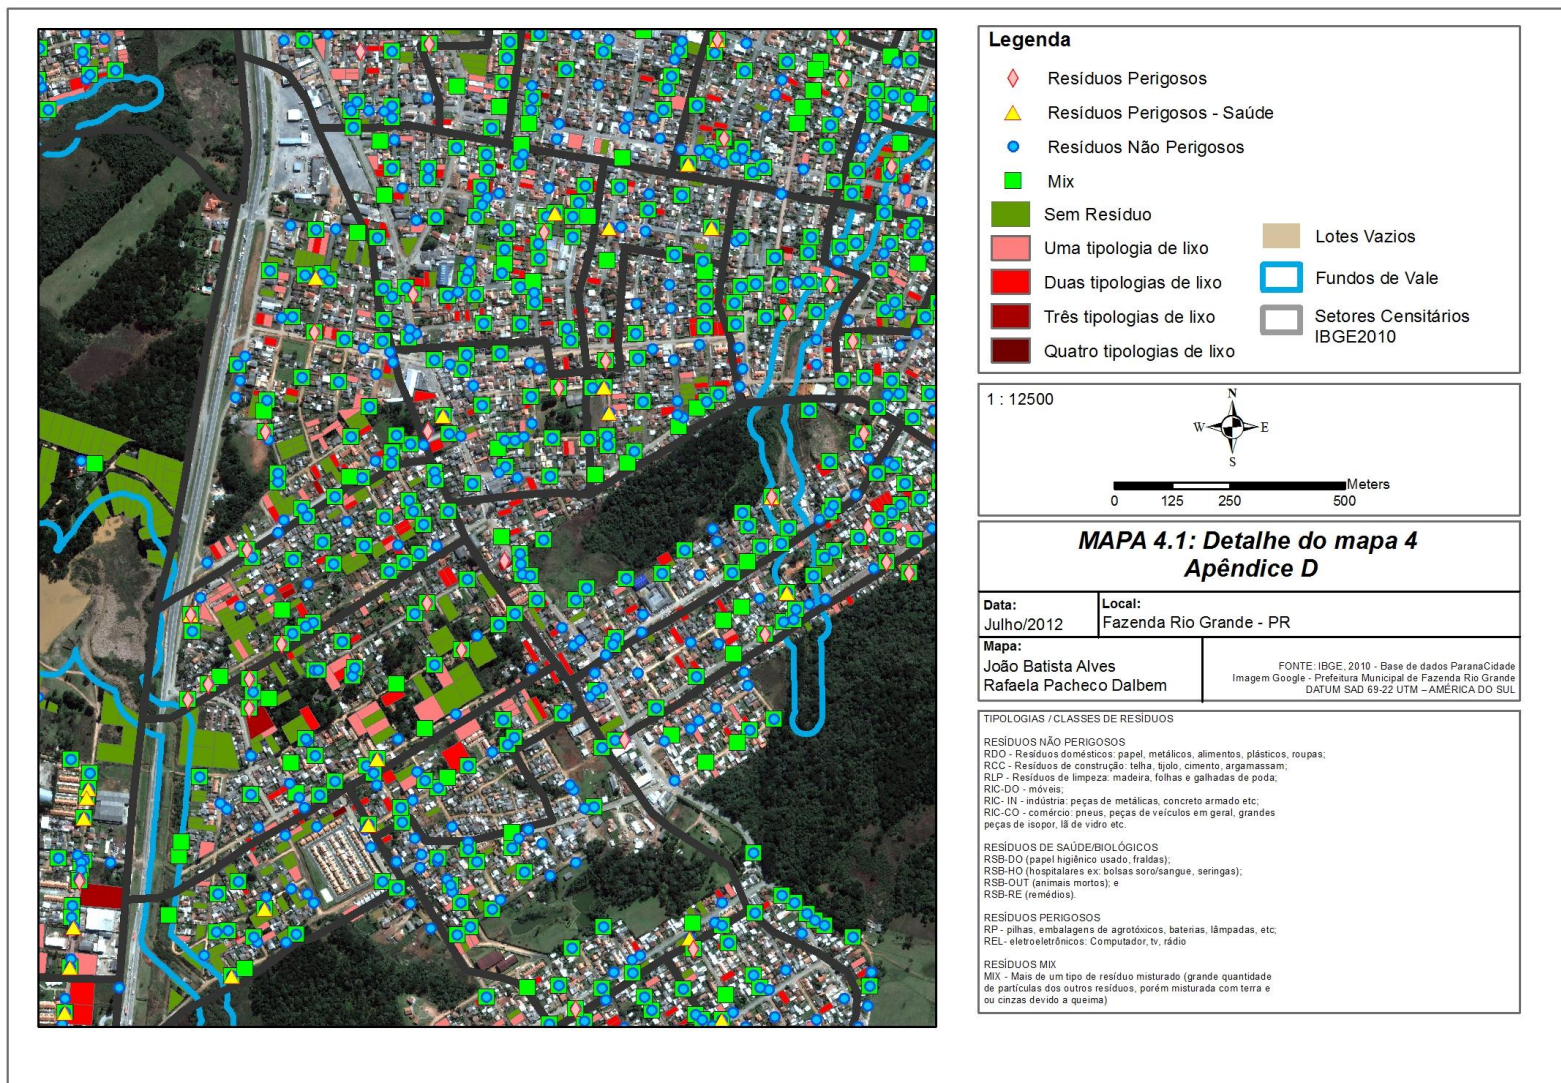 Legenda
Resíduos Perigosos
Resíduos Perigosos - Saúde
Resíduos Não Perigosos
Mix
Sem Resíduo
Uma tipologia de lixo
Duas tipologias de lixo
Três tipologias de lixo
Quatro tipologias de lixo
Lotes Vazios
Fundos de Vale
Setores Censitários
IBGE2010
1 : 12500
N
W
E
S
Meters
0 125 250 500
MAPA 4.1: Detalhe do mapa 4
Apêndice D
Data:
Julho/2012
Local:
Fazenda Rio Grande - PR
Mapa:
João Batista Alves
Rafaela Pacheco Dalbem
FONTE: IBGE, 2010 - Base de dados ParanaCidade
Imagem Google - Prefeitura Municipal de Fazenda Rio Grande
DATUM SAD 69-22 UTM – AMÉRICA DO SUL
TIPOLOGIAS / CLASSES DE RESÍDUOS
RESÍDUOS NÃO PERIGOSOS
RDO - Resíduos domésticos: papel, metálicos, alimentos, plásticos, roupas;
RCC - Resíduos de construção: telha, tijolo, cimento, argamassam;
RLP - Resíduos de limpeza: madeira, folhas e galhadas de poda;
RIC-DO - móveis;
RIC- IN - indústria: peças de metálicas, concreto armado etc;
RIC-CO - comércio: pneus, peças de veículos em geral, grandes
peças de isopor, lã de vidro etc.
RESÍDUOS DE SAÚDE/BIOLÓGICOS
RSB-DO (papel higiênico usado, fraldas);
RSB-HO (hospitalares ex: bolsas soro/sangue, seringas);
RSB-OUT (animais mortos); e
RSB-RE (remédios).
RESÍDUOS PERIGOSOS
RP - pilhas, embalagens de agrotóxicos, baterias, lâmpadas, etc;
REL- eletroeletrônicos: Computador, tv, rádio
RESÍDUOS MIX
MIX - Mais de um tipo de resíduo misturado (grande quantidade
de partículas dos outros resíduos, porém misturada com terra e
ou cinzas devido a queima)